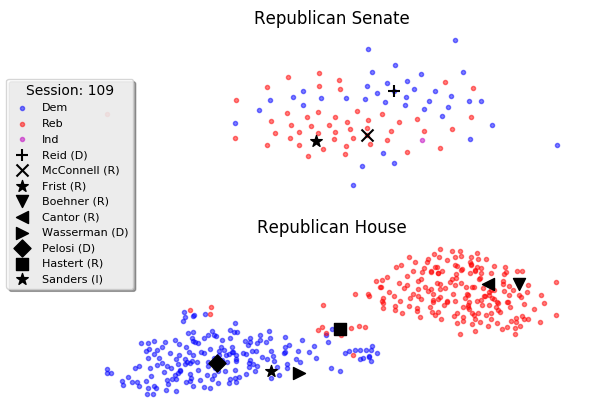 Republican Senate
Session: 109
Dem
Reb
Ind
Reid (D)
McConnell (R)
Frist (R)
Boehner (R)
Cantor (R)
Wasserman (D)
Pelosi (D)
Hastert (R)
Sanders (I)
Republican House